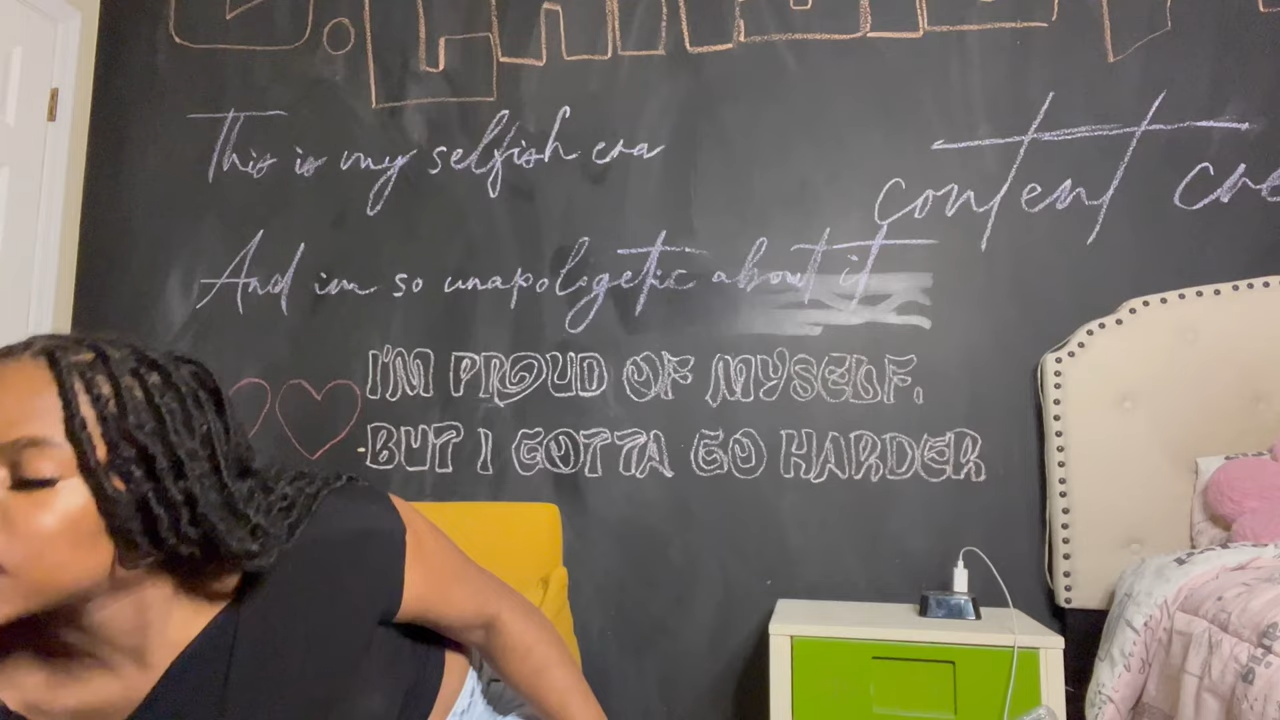 This is my selfish era
content cre
And im so unapologetic about it
I'M PROUD OF MYSELF.
BUT I GOTTA GO HARDER